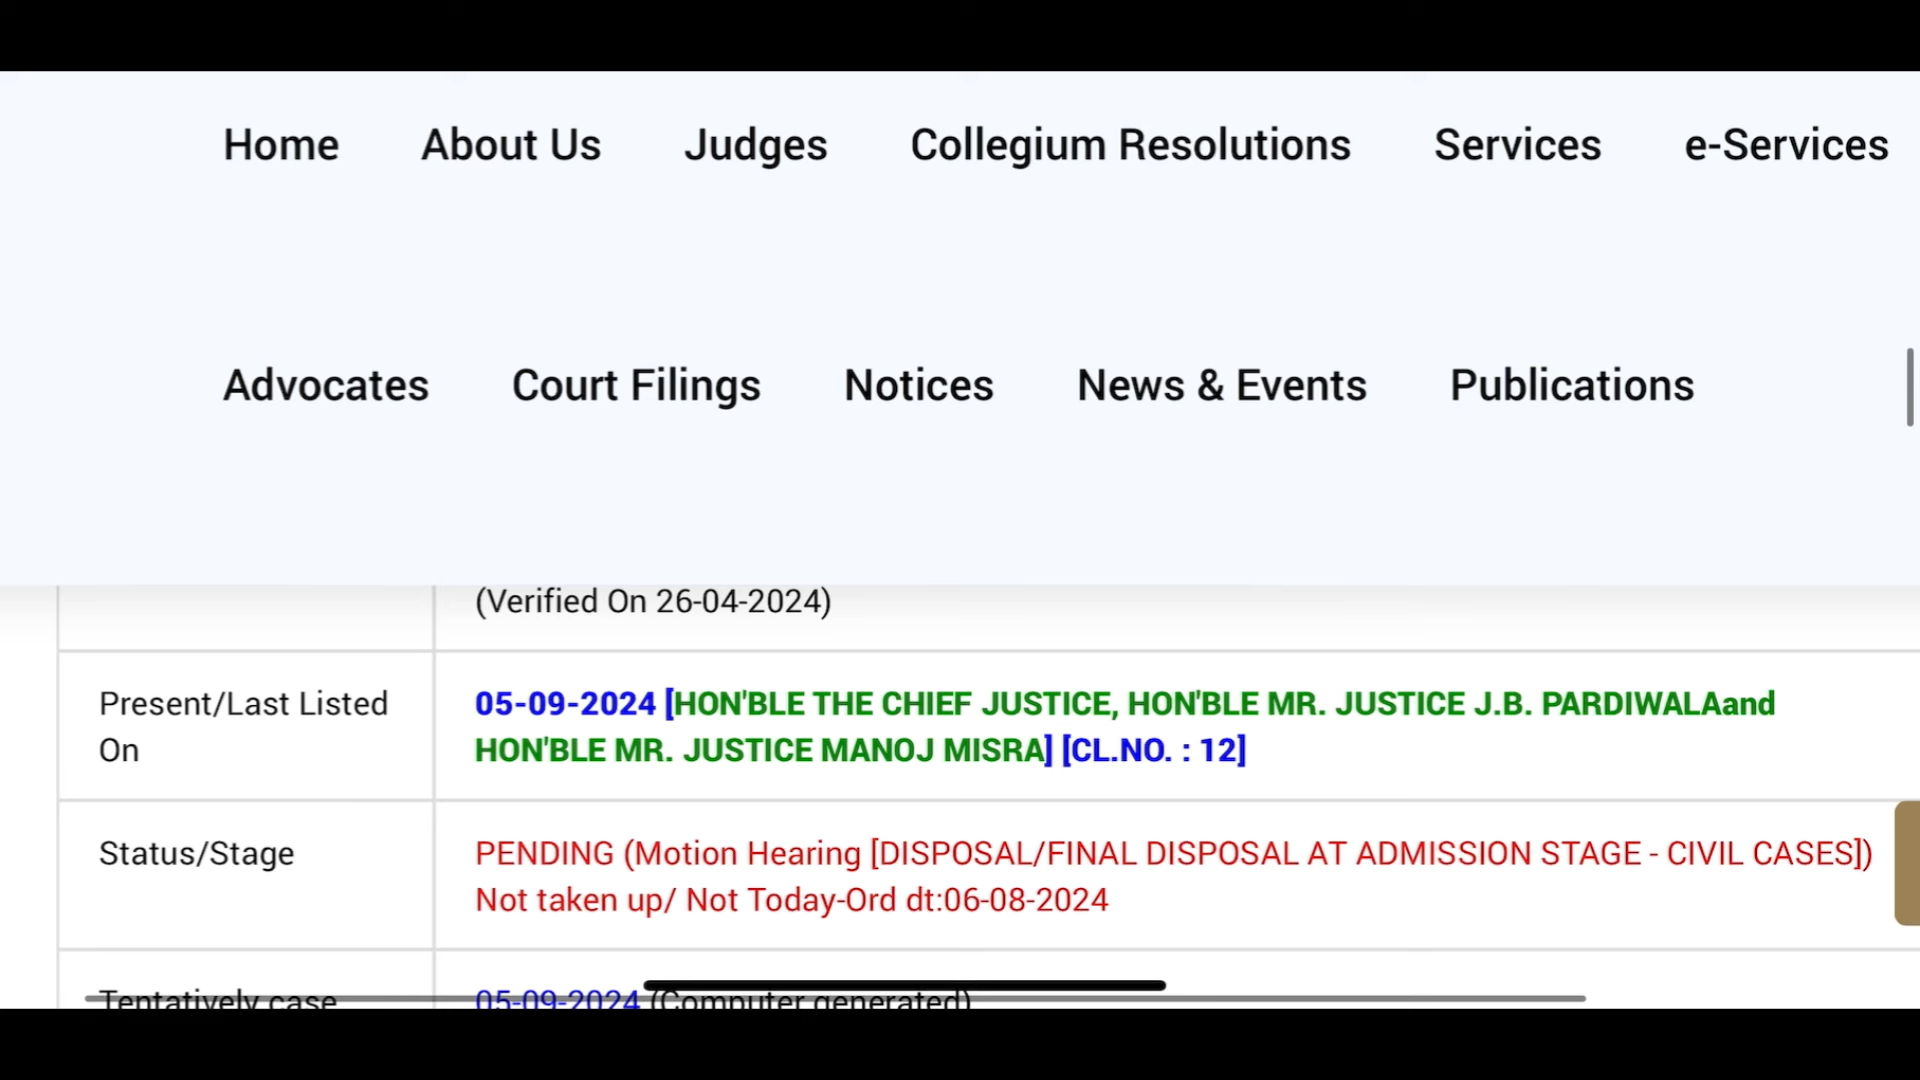 Home About Us Judges Collegium Resolutions Services e-Services
Advocates Court Filings Notices News & Events Publications
(Verified On 26-04-2024)
Present/Last Listed On
05-09-2024 [HON'BLE THE CHIEF JUSTICE, HON'BLE MR. JUSTICE J.B. PARDIWALAand
HON'BLE MR. JUSTICE MANOJ MISRA] [CL.NO. : 12]
Status/Stage
PENDING (Motion Hearing [DISPOSAL/FINAL DISPOSAL AT ADMISSION STAGE - CIVIL CASES])
Not taken up/ Not Today-Ord dt:06-08-2024
Tentatively case
05-09-2024 (Computer generated)